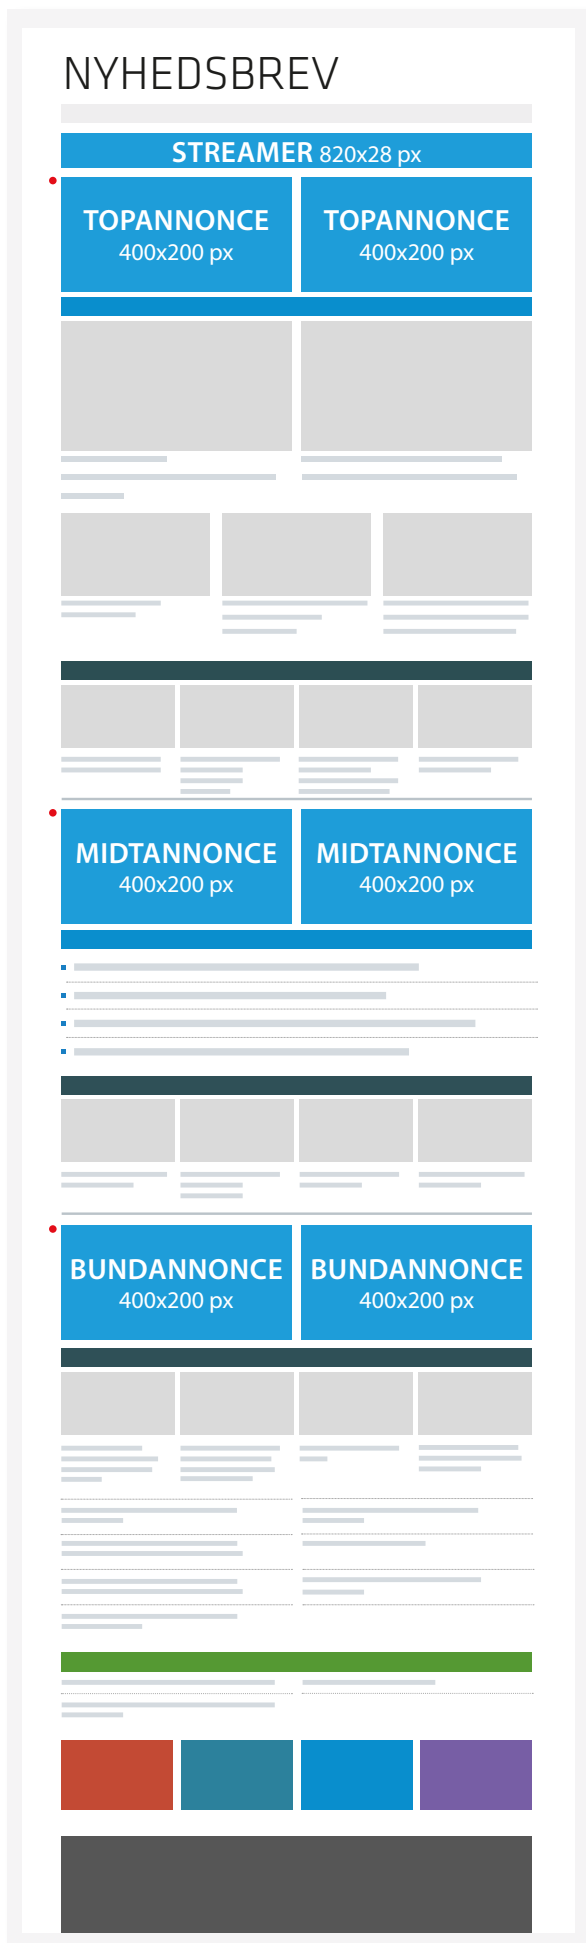 NYHEDSBREV
STREAMER 820x28 px
TOPANNONCE
400x200 px
TOPANNONCE
400x200 px
MIDTANNONCE
400x200 px
MIDTANNONCE
400x200 px
BUNDANNONCE
400x200 px
BUNDANNONCE
400x200 px